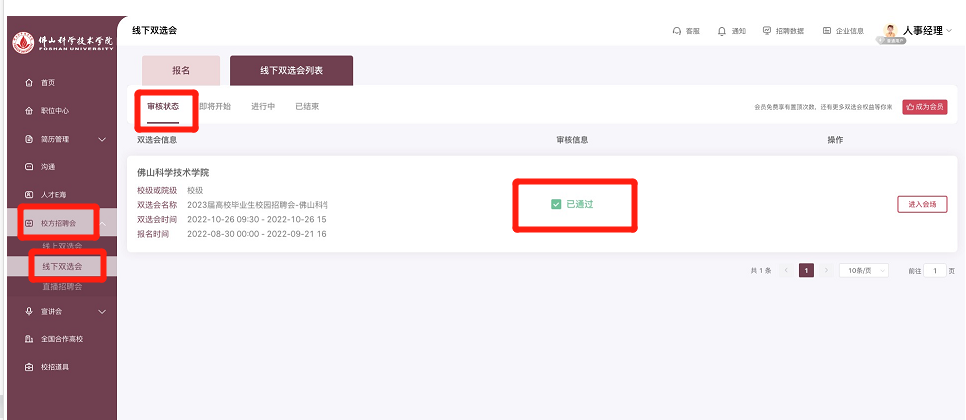 佛山科学技术学院
FOSHAN UNIVERSITY
首页
职位中心
简历管理
沟通
人才E海
校方招聘会
线上双选会
线下双选会
直播招聘会
宣讲会
全国合作高校
校招道具
线下双选会
客服
通知
招聘数据
企业信息
人事经理
报名
线下双选会列表
审核状态
即将开始
进行中
已结束
会员免费享有置顶次数，还有更多双选会权益等你来
成为会员
双选会信息
审核信息
操作
佛山科学技术学院
校级或院级 校级
双选会名称 2023届高校毕业生校园招聘会-佛山科
双选会时间 2022-10-26 09:30 - 2022-10-26 15
报名时间 2022-08-30 00:00 - 2022-09-21 16
已通过
进入会场
共 1 条
1
10条/页
前往 1 页